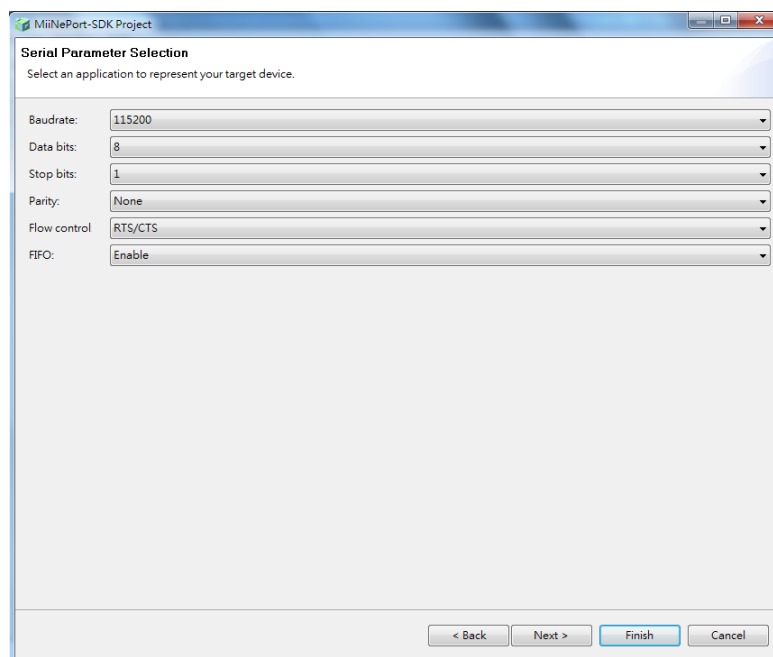 MiiNePort-SDK Project
Serial Parameter Selection
Select an application to represent your target device.
Baudrate: 115200
Data bits: 8
Stop bits: 1
Parity: None
Flow control RTS/CTS
FIFO: Enable
< Back Next > Finish Cancel